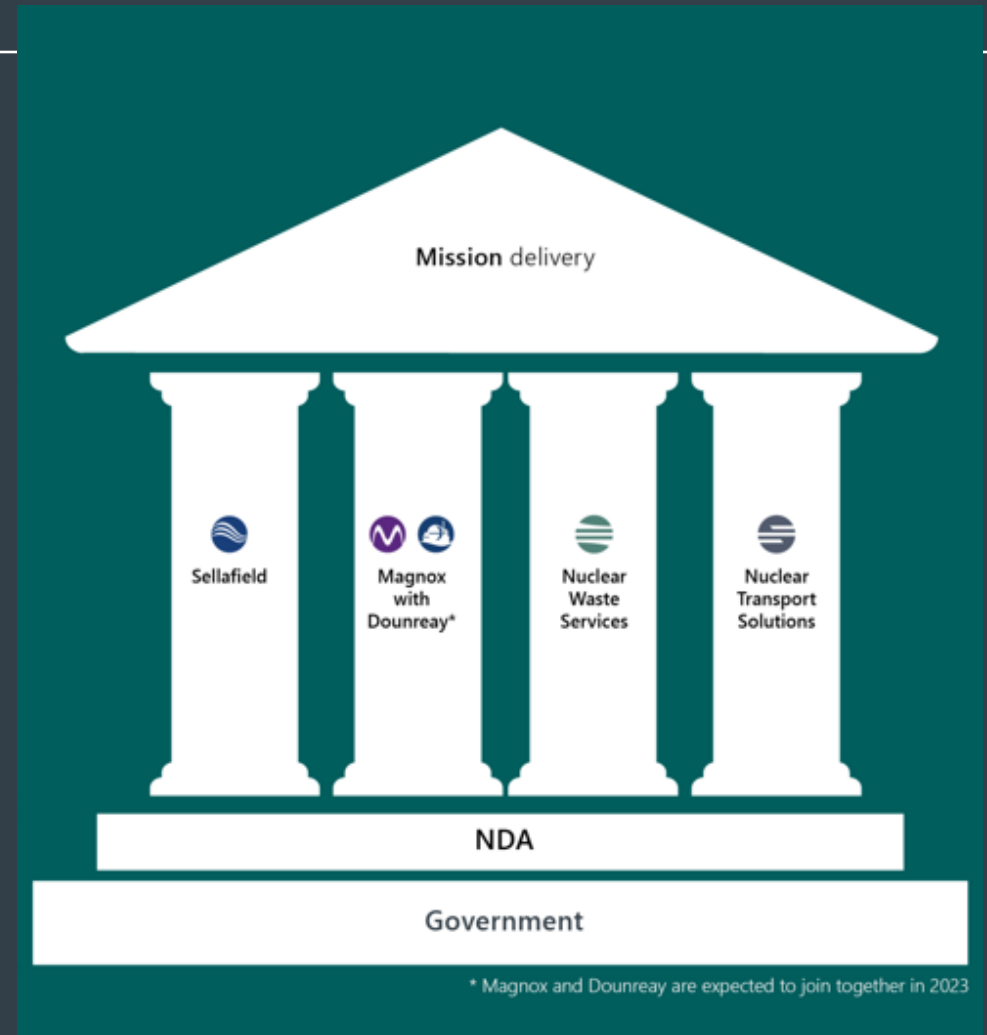 Mission delivery
Sellafield
Magnox
with
Dounreay*
Nuclear
Waste
Services
Nuclear
Transport
Solutions
NDA
Government
* Magnox and Dounreay are expected to join together in 2023